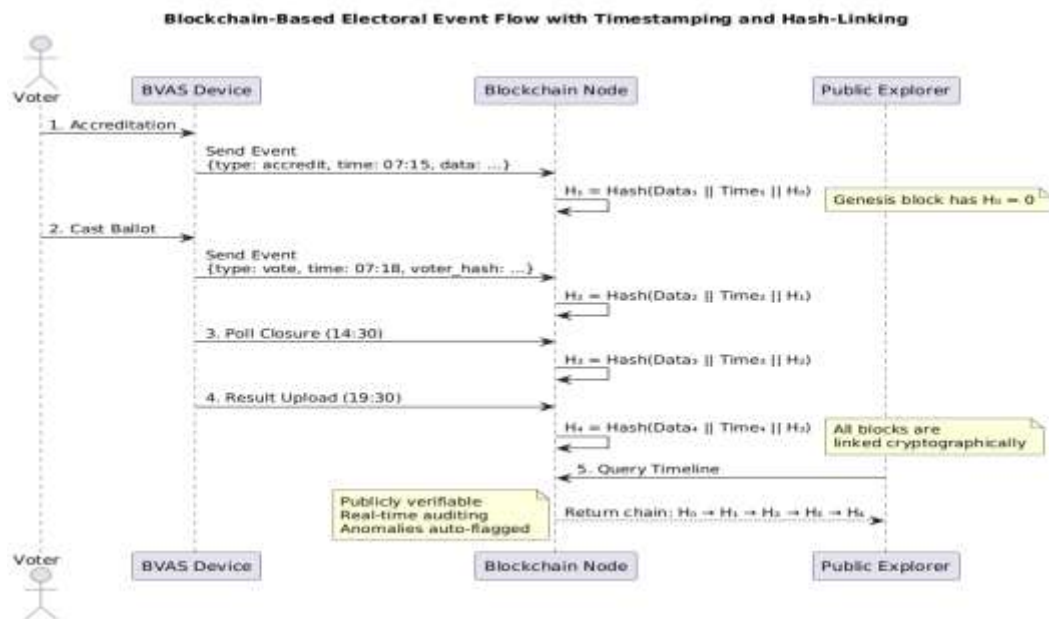 Blockchain-Based Electoral Event Flow with Timestamping and Hash-Linking
Voter
BVAS Device
Blockchain Node
Public Explorer
1. Accreditation
Send Event
{type: accredit, time: 07:15, data: ...}
H₁ = Hash(Data₁ || Time₁ || H₀)
Genesis block has H₀ = 0
2. Cast Ballot
Send Event
{type: vote, time: 07:18, voter_hash: ...}
H₂ = Hash(Data₂ || Time₂ || H₁)
3. Poll Closure (14:30)
H₃ = Hash(Data₃ || Time₃ || H₂)
4. Result Upload (19:30)
H₄ = Hash(Data₄ || Time₄ || H₃)
All blocks are
linked cryptographically
5. Query Timeline
Publicly verifiable
Real-time auditing
Anomalies auto-flagged
Return chain: H₀ → H₁ → H₂ → H₃ → H₄
Voter
BVAS Device
Blockchain Node
Public Explorer